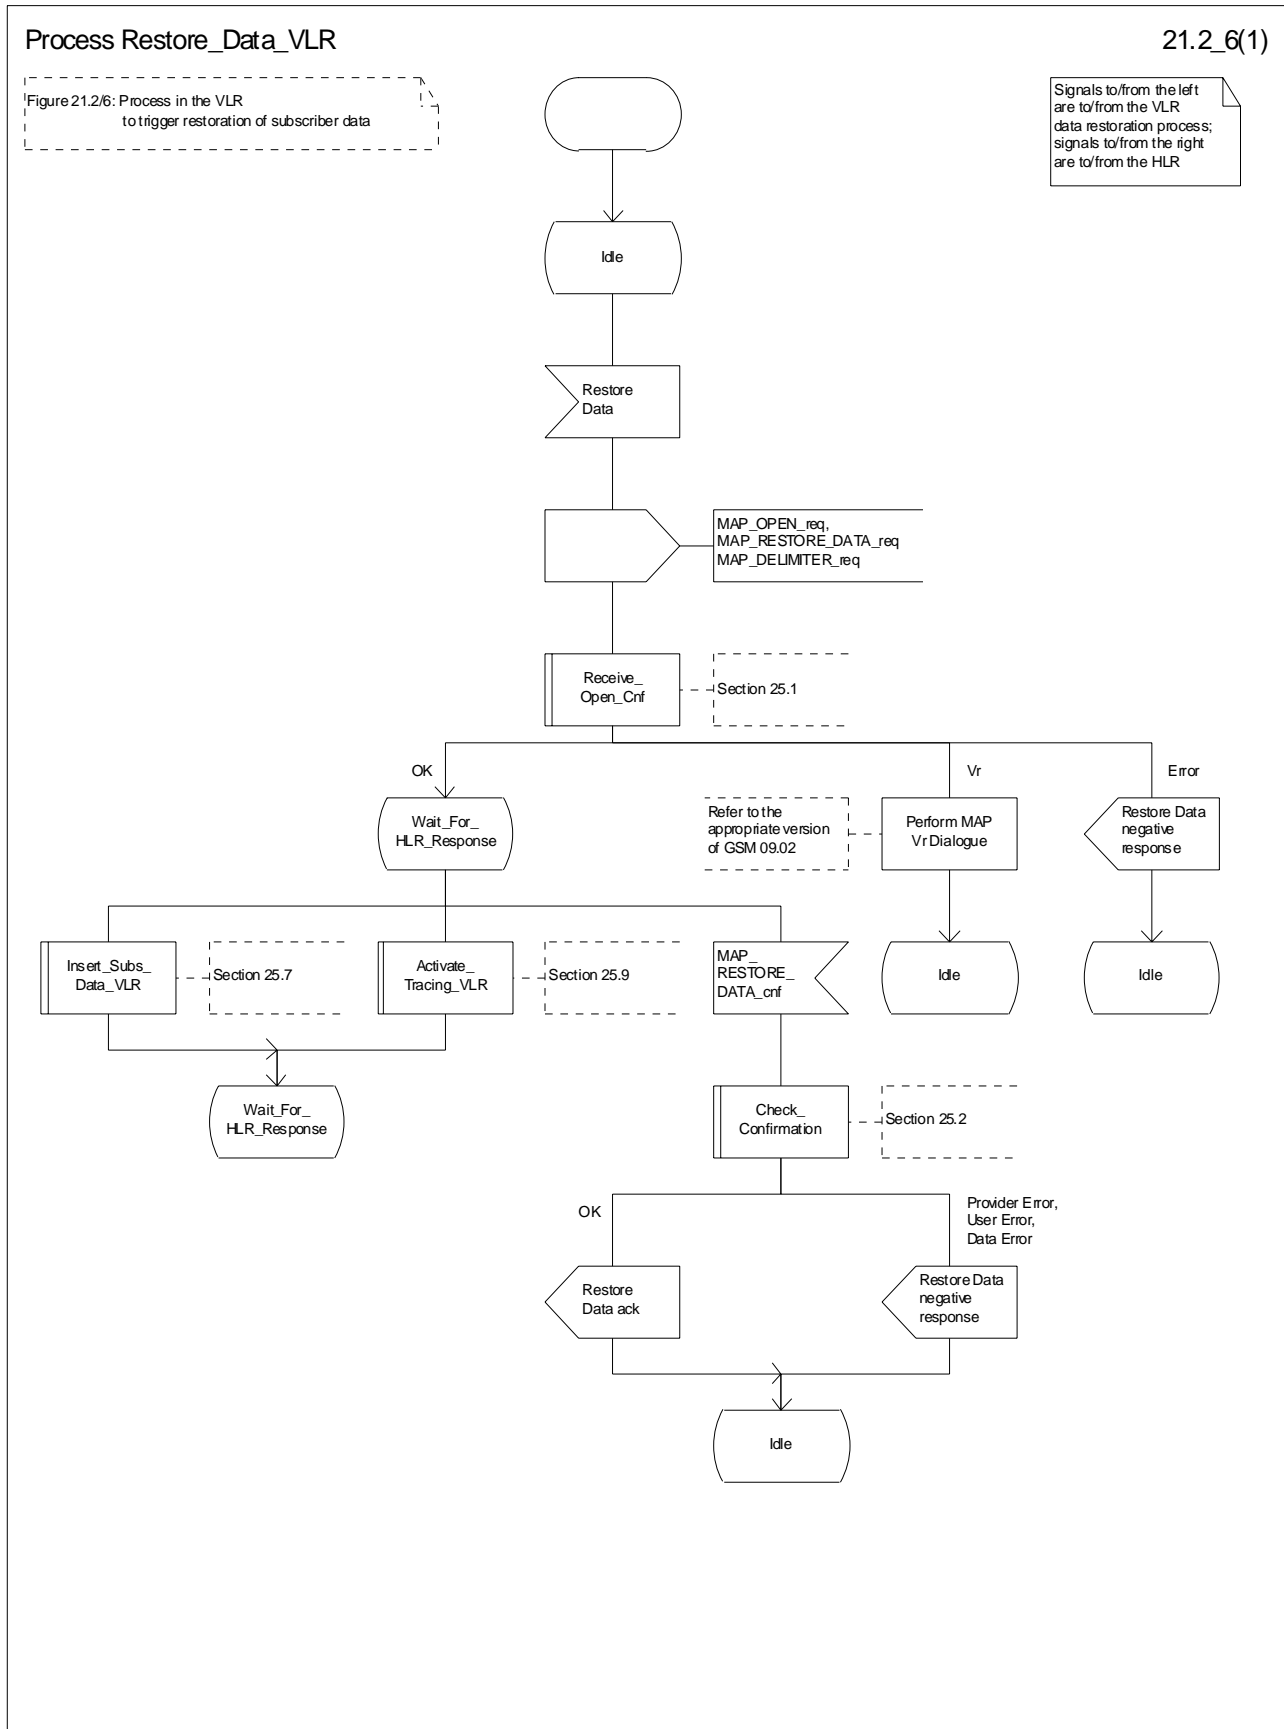 Process Restore_Data_VLR
21.2_6(1)
Figure 21.2/6: Process in the VLR
to trigger restoration of subscriber data
Signals to/from the left
are to/from the VLR
data restoration process;
signals to/from the right
are to/from the HLR
Idle
Restore
Data
MAP_OPEN_req,
MAP_RESTORE_DATA_req
MAP_DELIMITER_req
Receive_
Open_Cnf
Section 25.1
OK
Vr
Error
Wait_For_
HLR_Response
Refer to the
appropriate version
of GSM 09.02
Perform MAP
Vr Dialogue
Restore Data
negative
response
Insert_Subs_
Data_VLR
Section 25.7
Activate_
Tracing_VLR
Section 25.9
MAP_
RESTORE_
DATA_cnf
Idle
Idle
Wait_For_
HLR_Response
Check_
Confirmation
Section 25.2
OK
Provider Error,
User Error,
Data Error
Restore
Data ack
Restore Data
negative
response
Idle